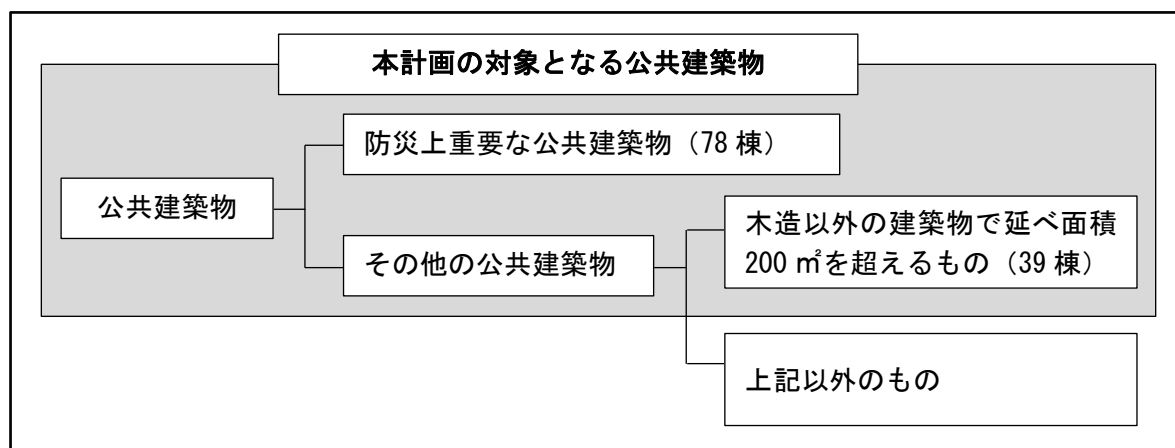 本計画の対象となる公共建築物
防災上重要な公共建築物（78 棟）
公共建築物
その他の公共建築物
木造以外の建築物で延べ面積
200 ㎡を超えるもの（39 棟）
上記以外のもの